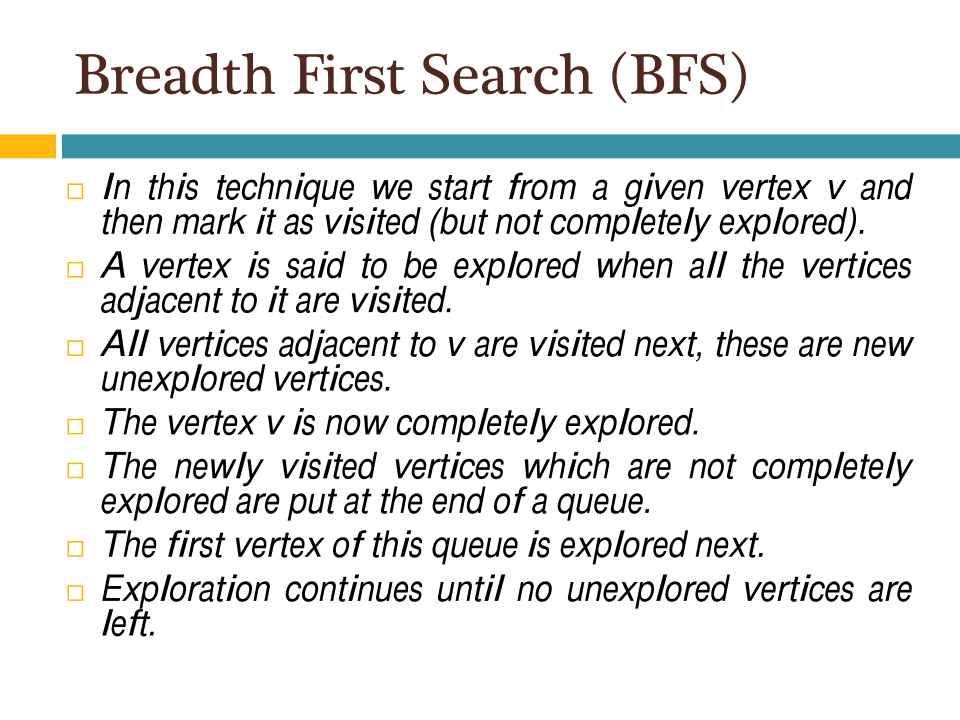 Breadth First Search (BFS)
In this technique we start from a given vertex v and
then mark it as visited (but not completely explored).
A vertex is said to be explored when all the vertices
adjacent to it are visited.
All vertices adjacent to v are visited next, these are new
unexplored vertices.
The vertex v is now completely explored.
The newly visited vertices which are not completely
explored are put at the end of a queue.
The first vertex of this queue is explored next.
Exploration continues until no unexplored vertices are
left.